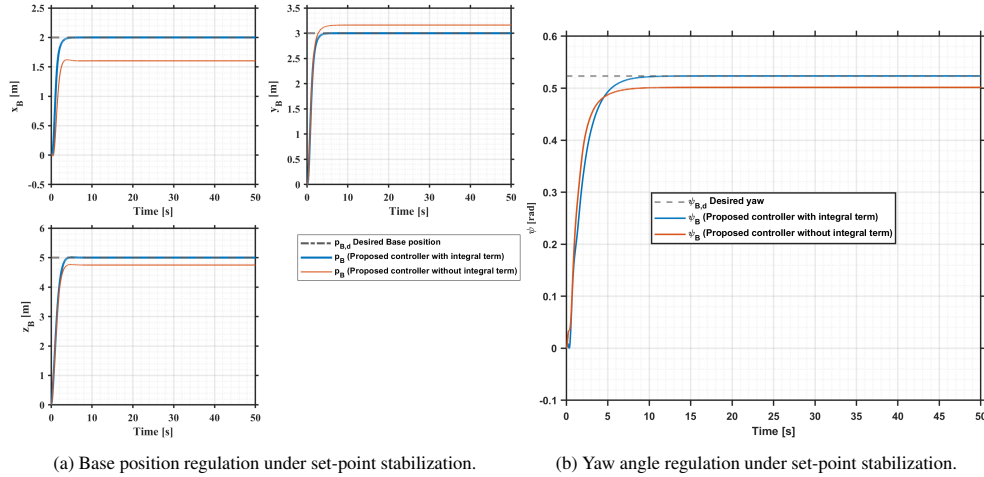 2.5
2
1.5
1
0.5
0
-0.5
x_B [m]
0 10 20 30 40 50
Time [s]
3.5
3
2.5
2
1.5
1
0.5
0
y_B [m]
0 10 20 30 40 50
Time [s]
6
5
4
3
2
1
0
z_B [m]
0 10 20 30 40 50
Time [s]
p_B,d Desired Base position
p_B (Proposed controller with integral term)
p_B (Proposed controller without integral term)
(a) Base position regulation under set-point stabilization.
0.6
0.5
0.4
0.3
0.2
0.1
0
-0.1
ψ [rad]
ψ_B,d Desired yaw
ψ_B (Proposed controller with integral term)
ψ_B (Proposed controller without integral term)
0 5 10 15 20 25 30 35 40 45 50
Time [s]
(b) Yaw angle regulation under set-point stabilization.